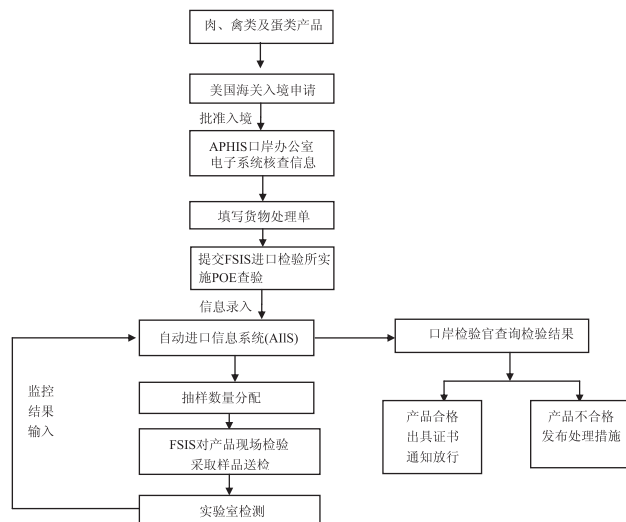 肉、禽类及蛋类产品
美国海关入境申请
批准入境
APHIS口岸办公室
电子系统核查信息
填写货物处理单
提交FSIS进口检验所实
施POE查验
信息录入
自动进口信息系统(AIIS)
口岸检验官查询检验结果
监控
结果
输入
抽样数量分配
产品合格
出具证书
通知放行
产品不合格
发布处理措施
FSIS对产品现场检验
采取样品送检
实验室检测